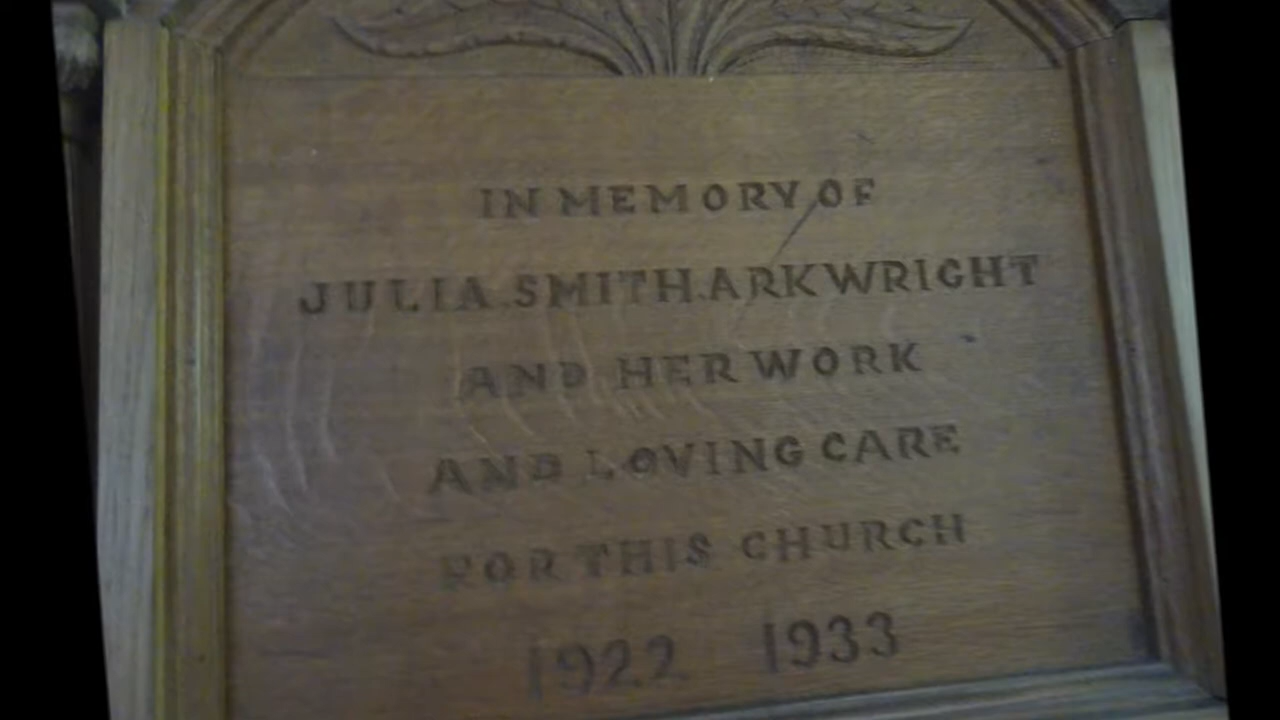 IN MEMORY OF
JULIA.SMITH.ARKWRIGHT
AND HER WORK
AND LOVING CARE
FOR THIS CHURCH
1922 1933